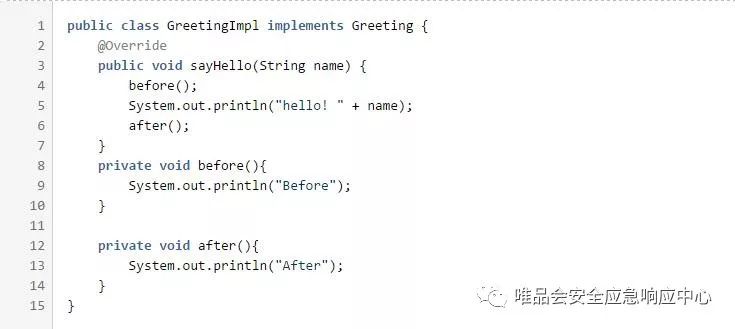 1 public class GreetingImpl implements Greeting {
2 @Override
3 public void sayHello(String name) {
4 before();
5 System.out.println("hello! " + name);
6 after();
7 }
8 private void before(){
9 System.out.println("Before");
10 }
11
12 private void after(){
13 System.out.println("After");
14 }
15 }
唯品会安全应急响应中心